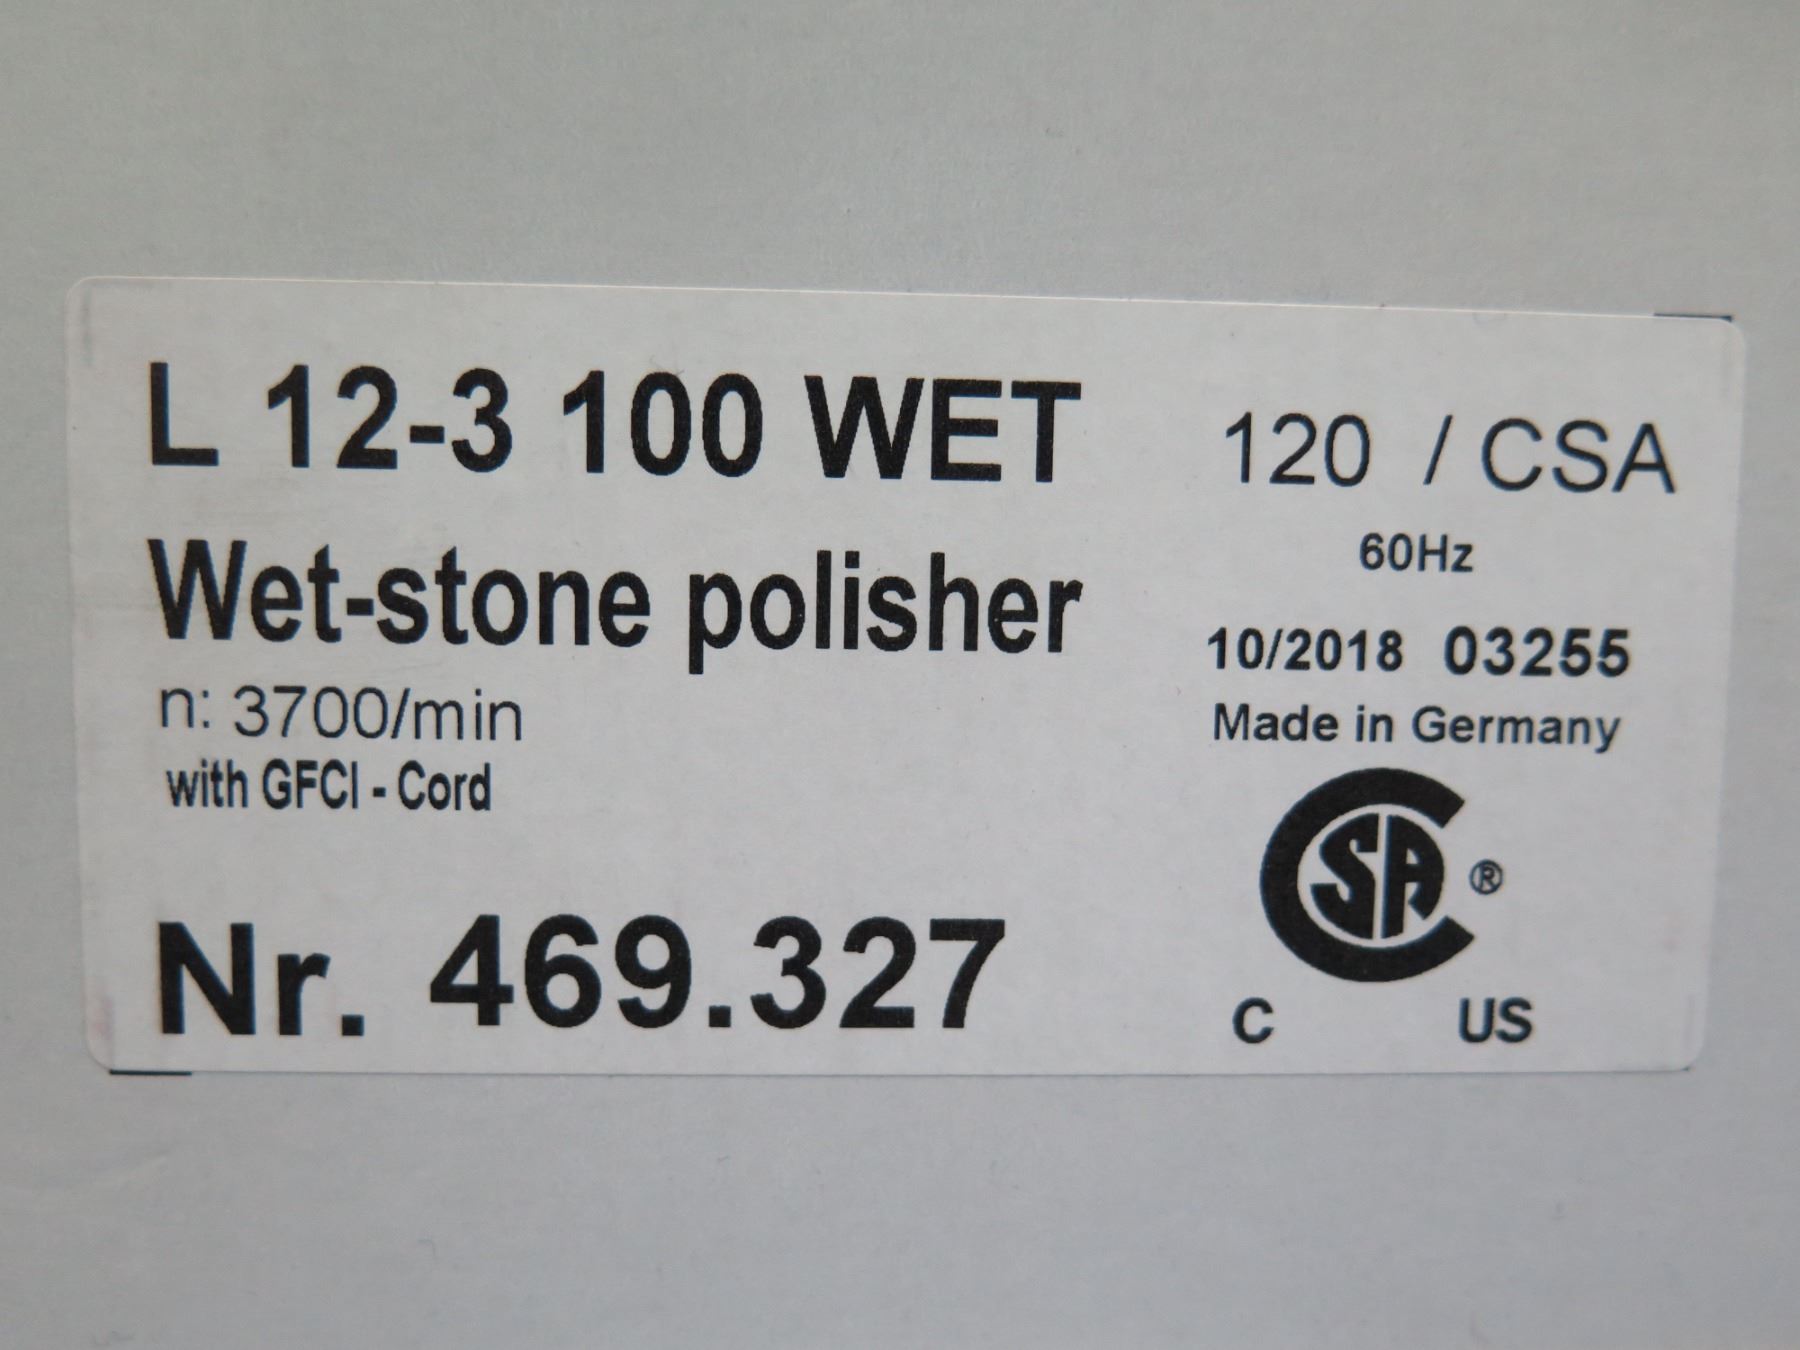 L 12-3 100 WET
Wet-stone polisher
n: 3700/min
with GFCI - Cord
Nr. 469.327
120 / CSA
60Hz
10/2018 03255
Made in Germany
CSA ®
C US